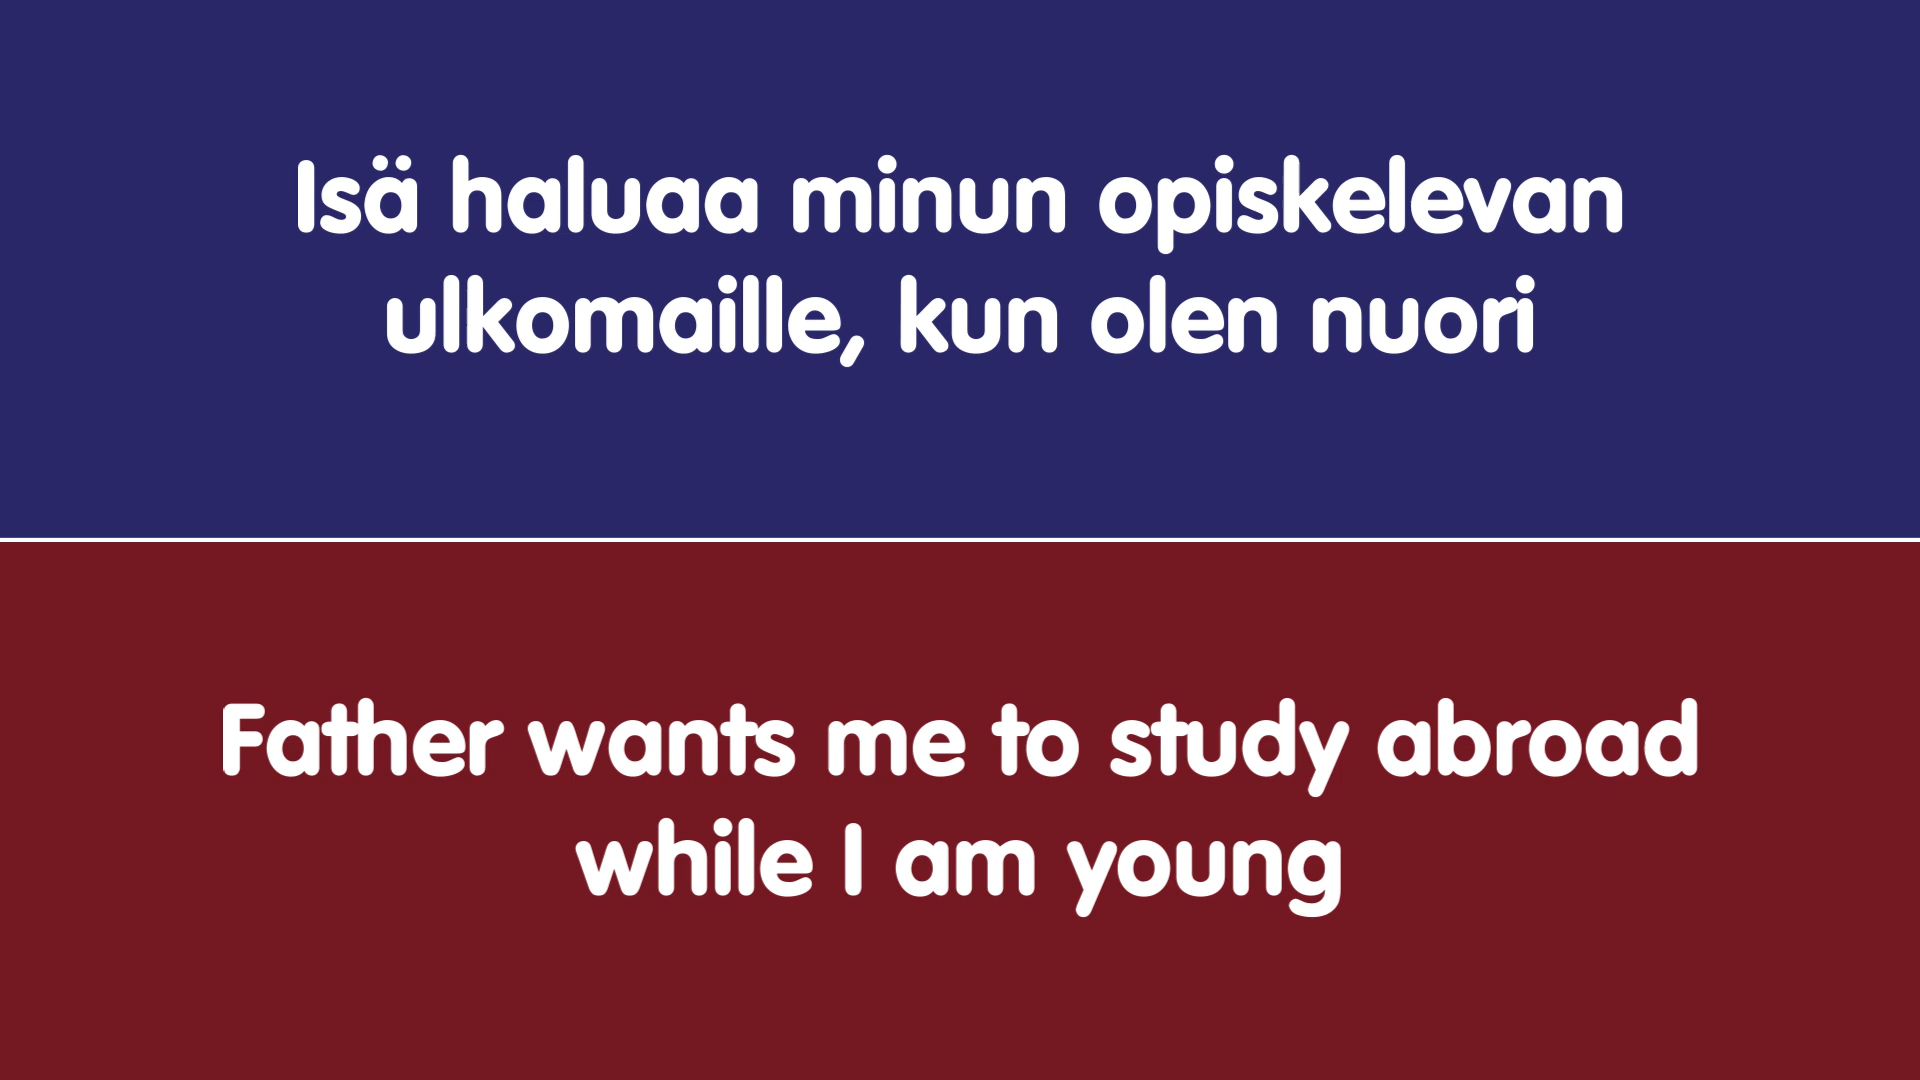 Isä haluaa minun opiskelevan
ulkomaille, kun olen nuori
Father wants me to study abroad
while I am young